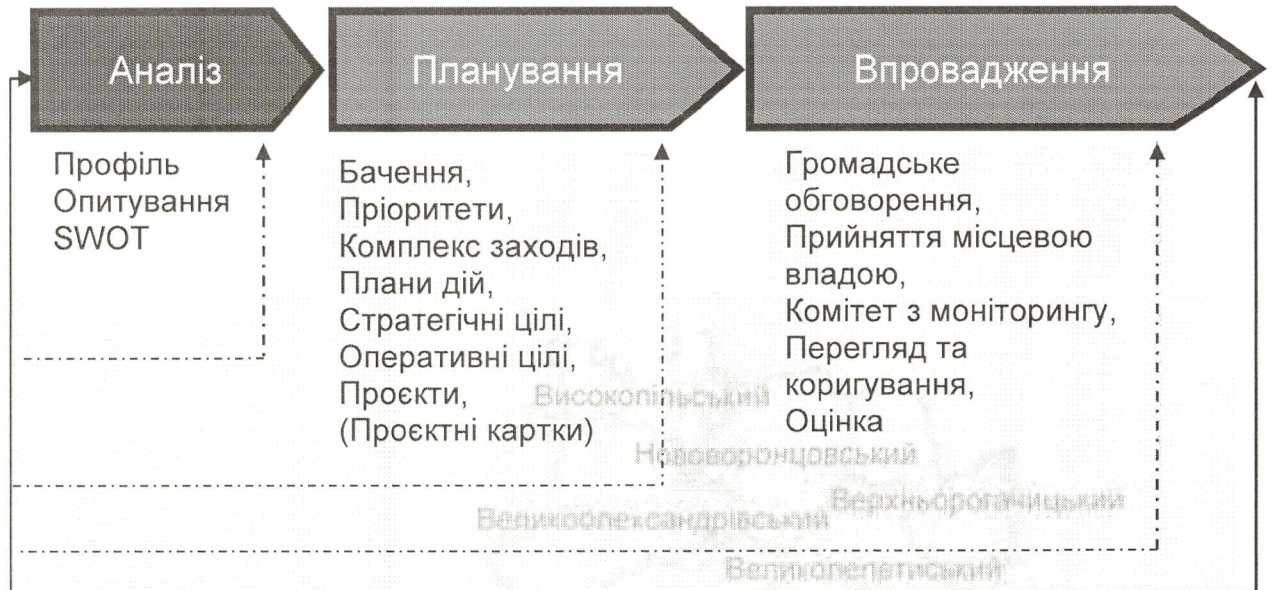 Аналіз
Планування
Впровадження
Профіль
Опитування
SWOT
Бачення,
Пріоритети,
Комплекс заходів,
Плани дій,
Стратегічні цілі,
Оперативні цілі,
Проєкти,
(Проєктні картки)
Громадське
обговорення,
Прийняття місцевою
владою,
Комітет з моніторингу,
Перегляд та
коригування,
Оцінка
Високопільський
Нововоронцовський
Верхньорогачицький
Великоолександрівський
Великолепетиський